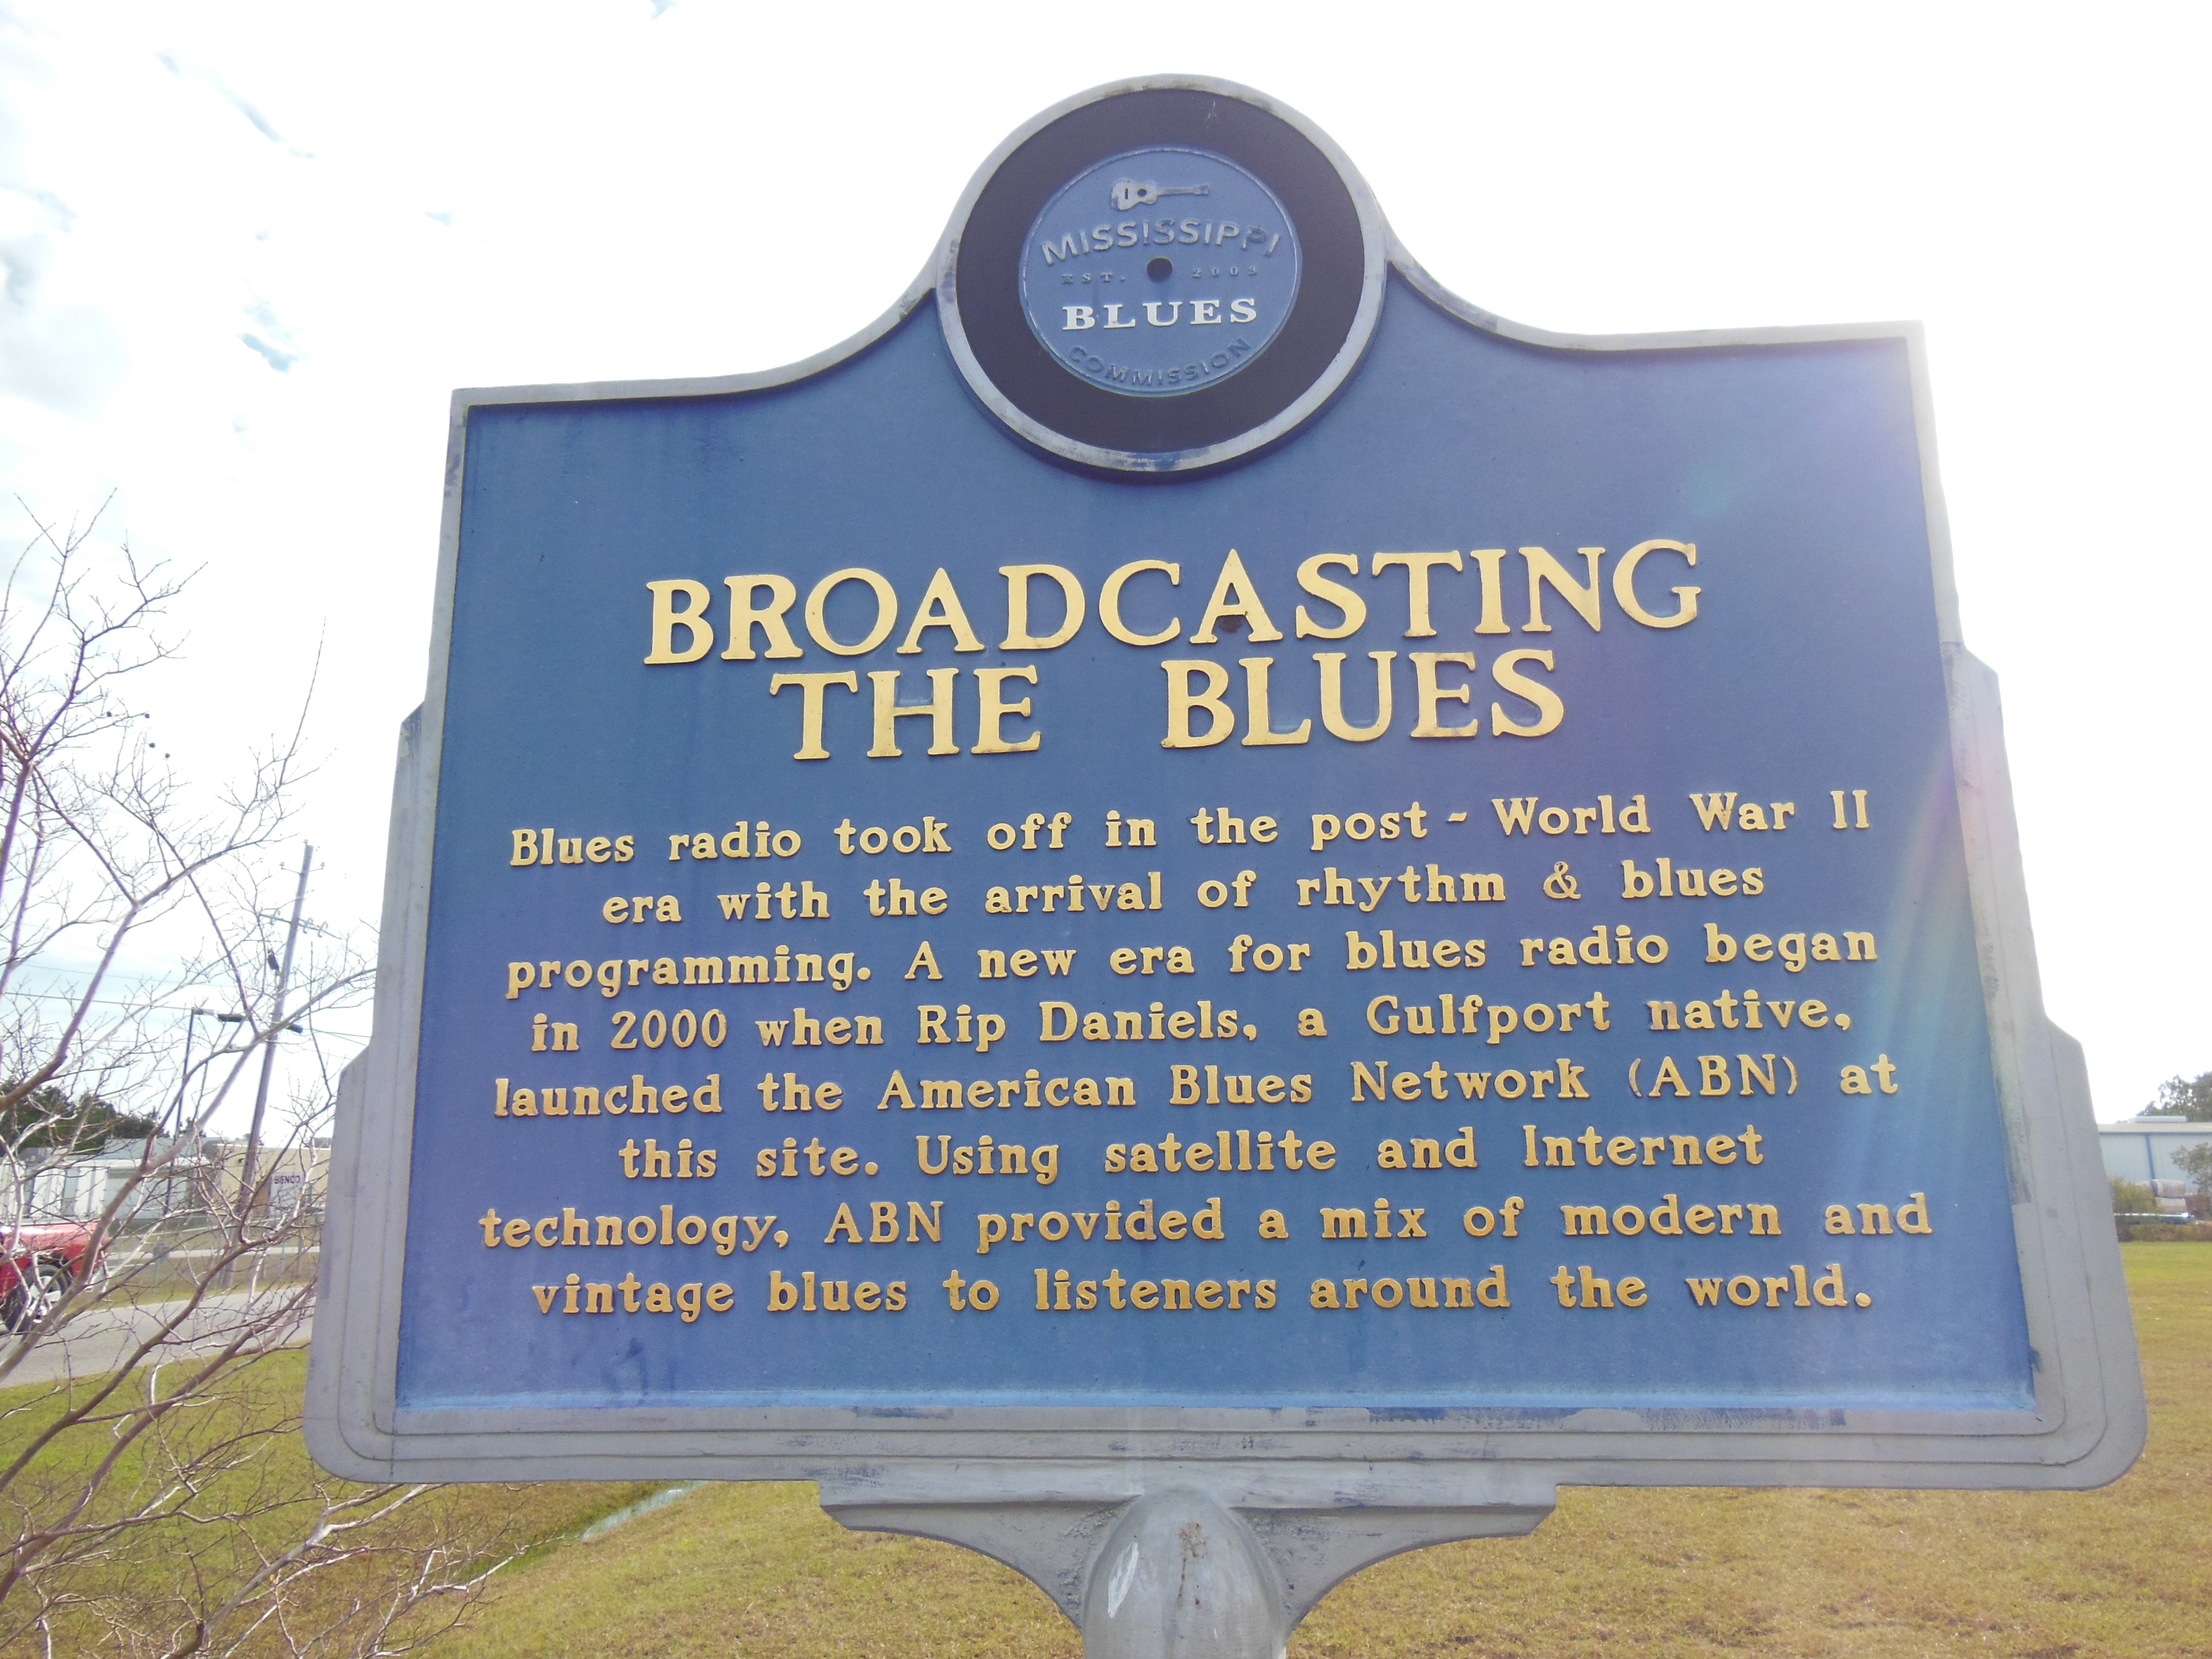 MISSISSIPPI
EST. 2003
BLUES
COMMISSION
BROADCASTING
THE BLUES
Blues radio took off in the post-World War II
era with the arrival of rhythm & blues
programming. A new era for blues radio began
in 2000 when Rip Daniels, a Gulfport native,
launched the American Blues Network (ABN) at
this site. Using satellite and Internet
technology, ABN provided a mix of modern and
vintage blues to listeners around the world.
BENCO